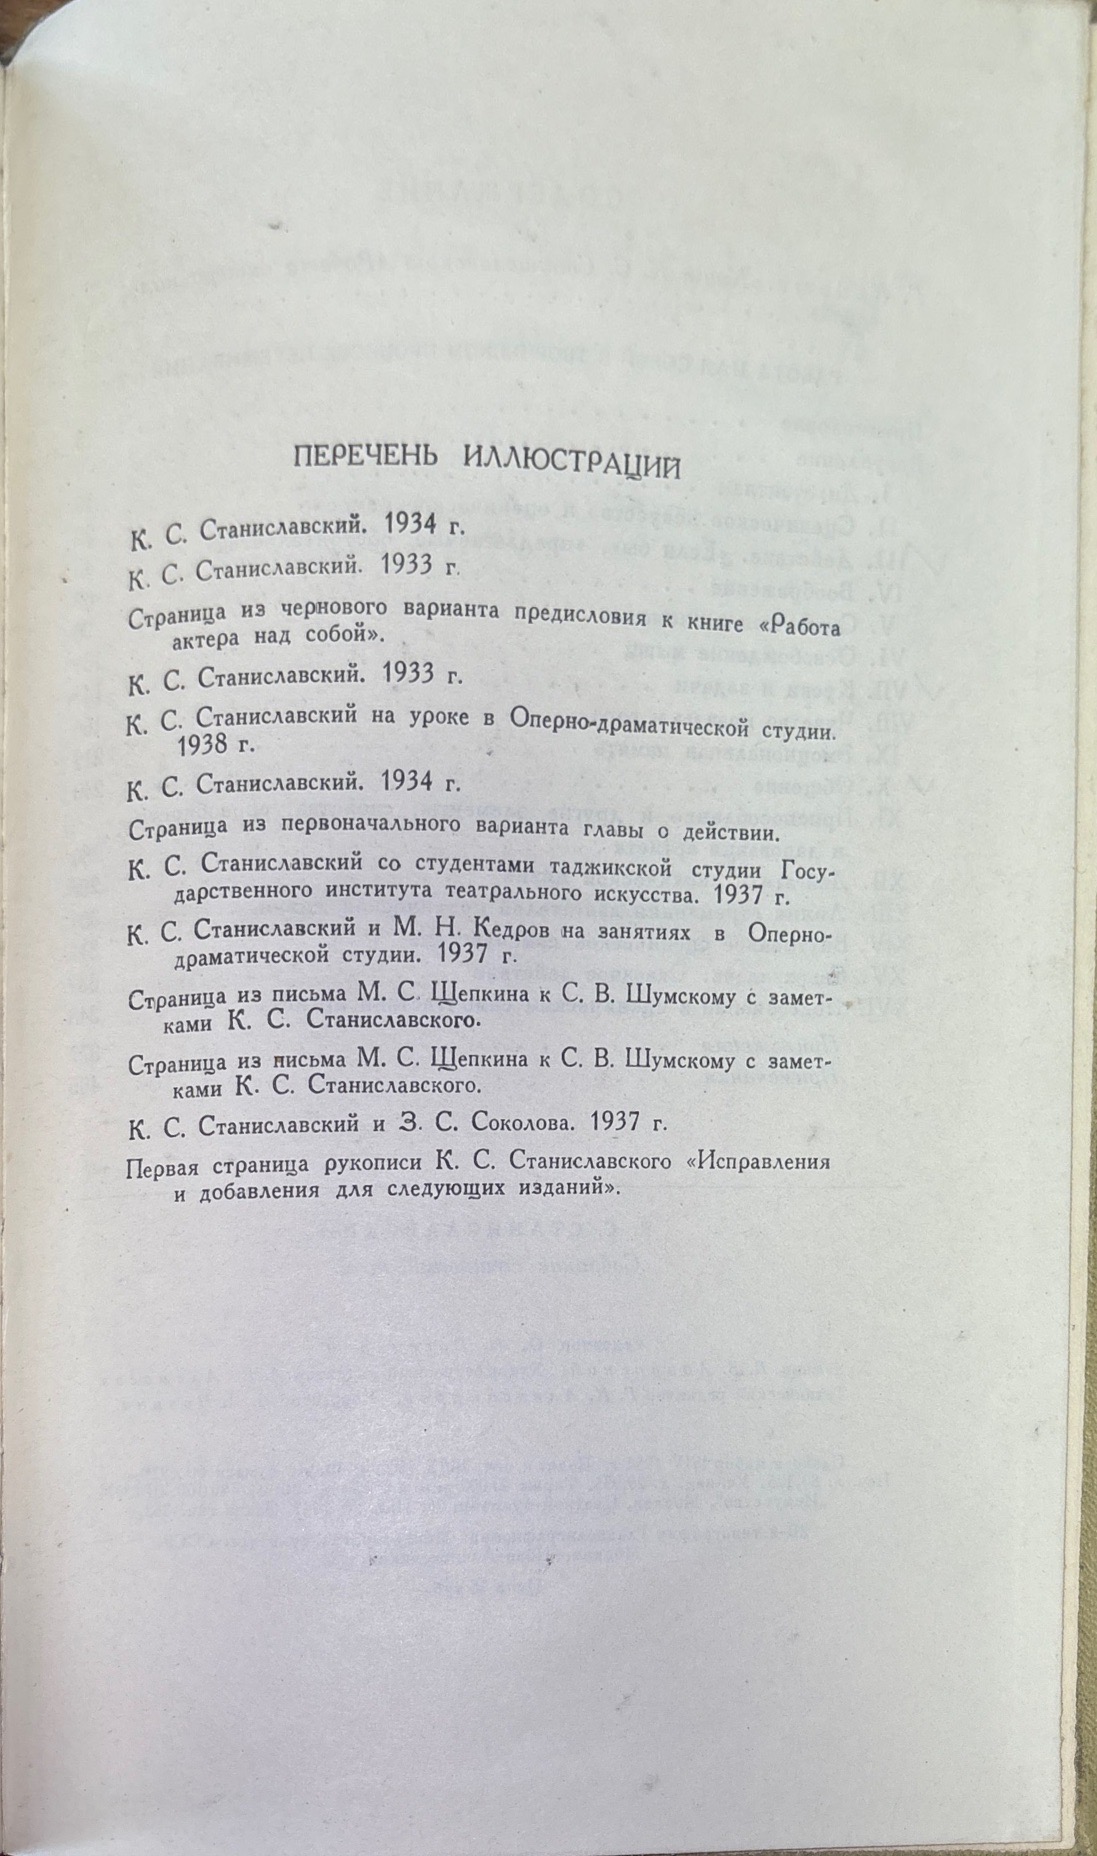 ПЕРЕЧЕНЬ ИЛЛЮСТРАЦИЙ
К. С. Станиславский. 1934 г.
К. С. Станиславский. 1933 г.
Страница из чернового варианта предисловия к книге «Работа
актера над собой».
К. С. Станиславский. 1933 г.
К. С. Станиславский на уроке в Оперно-драматической студии.
1938 г.
К. С. Станиславский. 1934 г.
Страница из первоначального варианта главы о действии.
К. С. Станиславский со студентами таджикской студии Госу-
дарственного института театрального искусства. 1937 г.
К. С. Станиславский и М. Н. Кедров на занятиях в Оперно-
драматической студии. 1937 г.
Страница из письма М. С. Щепкина к С. В. Шумскому с замет-
ками К. С. Станиславского.
Страница из письма М. С. Щепкина к С. В. Шумскому с замет-
ками К. С. Станиславского.
К. С. Станиславский и З. С. Соколова. 1937 г.
Первая страница рукописи К. С. Станиславского «Исправления
и добавления для следующих изданий».